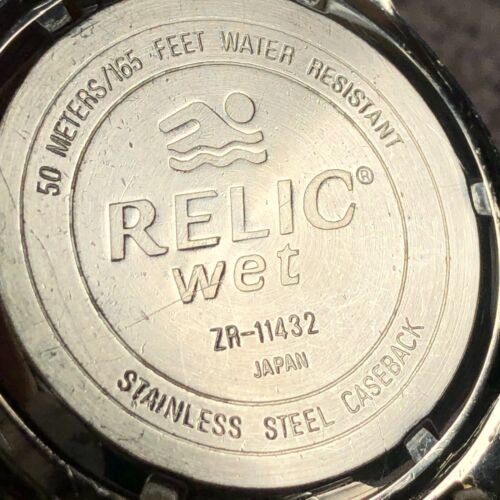 50 METERS/165 FEET WATER RESISTANT
RELIC®
wet
ZR-11432
JAPAN
STAINLESS STEEL CASEBACK